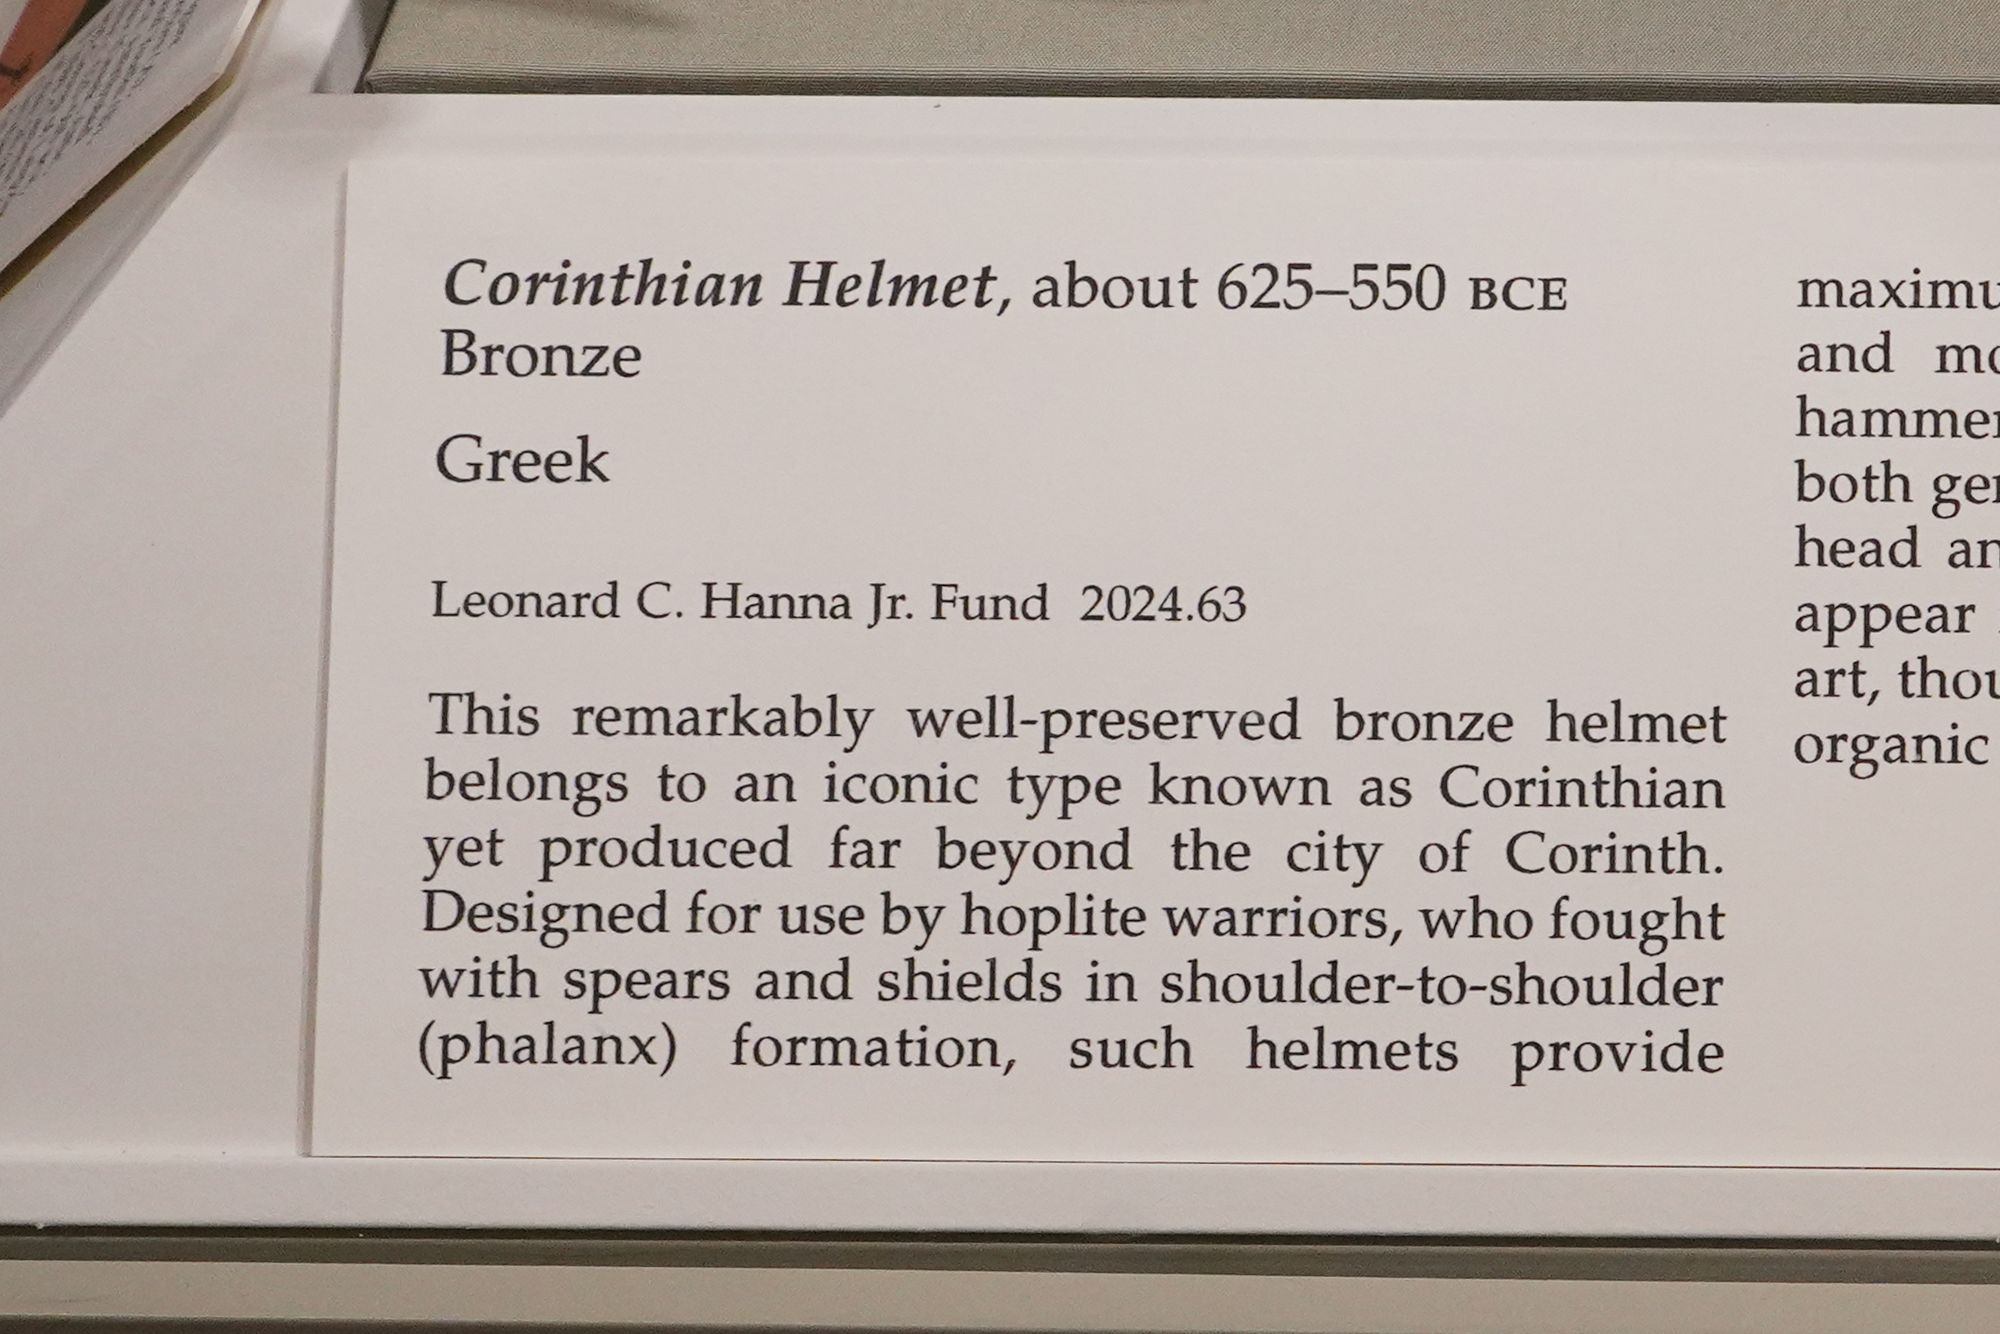 Corinthian Helmet, about 625–550 BCE
Bronze
Greek
Leonard C. Hanna Jr. Fund 2024.63
This remarkably well-preserved bronze helmet
belongs to an iconic type known as Corinthian
yet produced far beyond the city of Corinth.
Designed for use by hoplite warriors, who fought
with spears and shields in shoulder-to-shoulder
(phalanx) formation, such helmets provide
and
both
head
appear
art,
organic